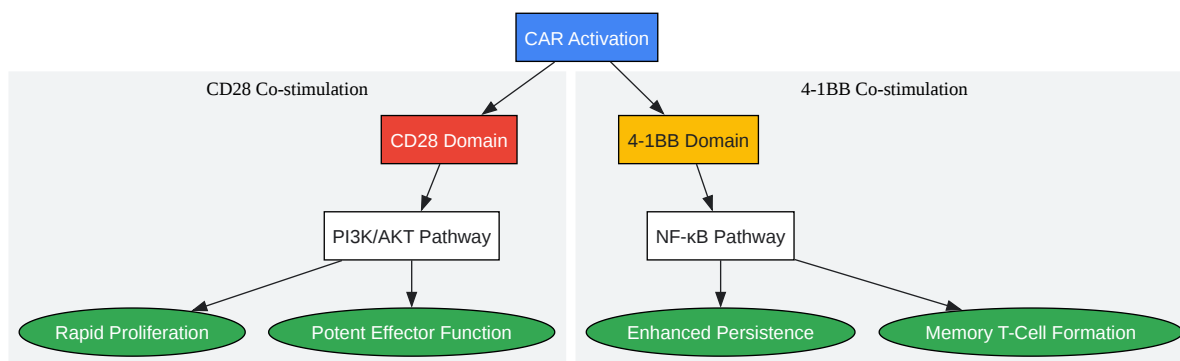 CAR Activation
CD28 Co-stimulation
4-1BB Co-stimulation
CD28 Domain
4-1BB Domain
PI3K/AKT Pathway
NF-κB Pathway
Rapid Proliferation
Potent Effector Function
Enhanced Persistence
Memory T-Cell Formation